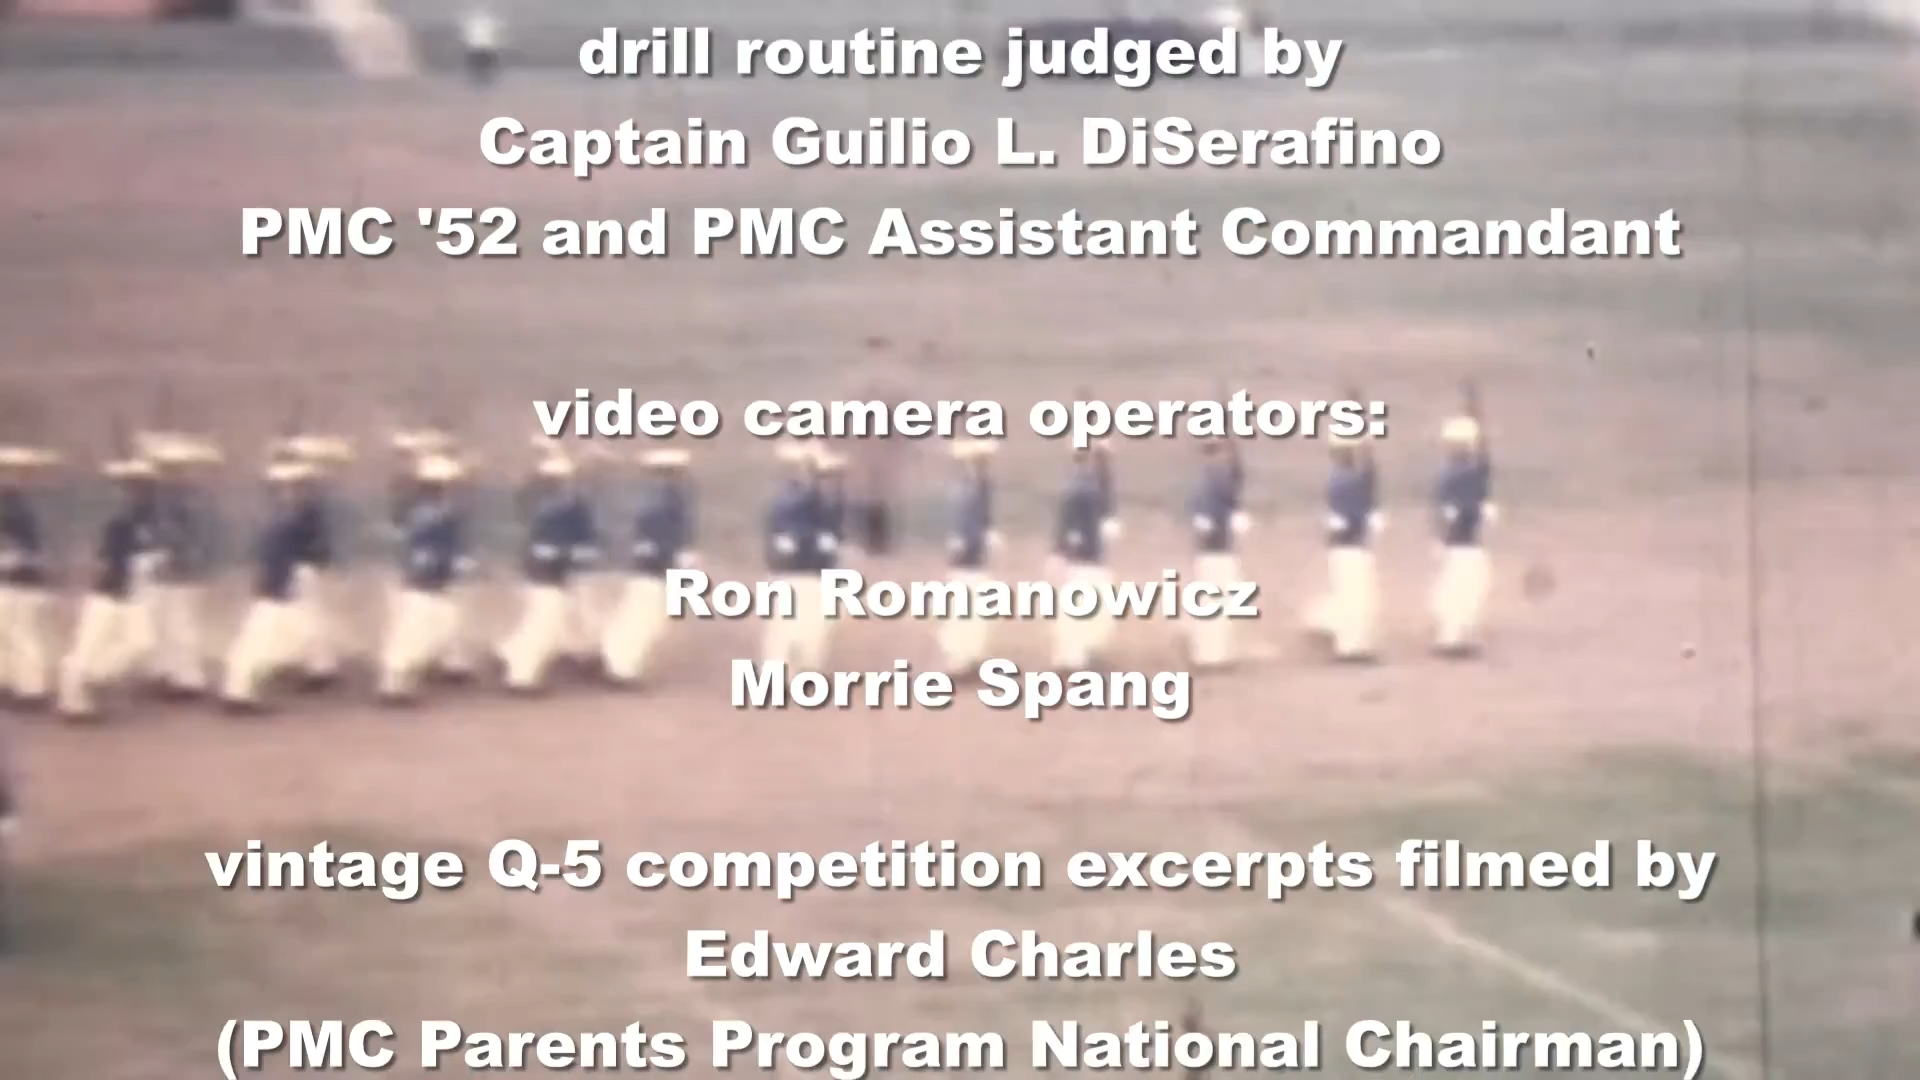 drill routine judged by
Captain Guilio L. DiSerafino
PMC '52 and PMC Assistant Commandant
video camera operators:
Ron Romanowicz
Morrie Spang
vintage Q-5 competition excerpts filmed by
Edward Charles
(PMC Parents Program National Chairman)